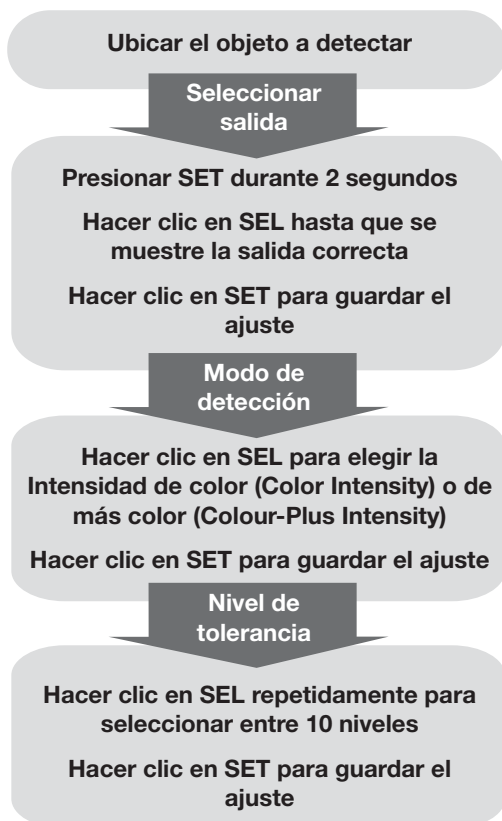 Ubicar el objeto a detectar
Seleccionar
salida
Presionar SET durante 2 segundos
Hacer clic en SEL hasta que se
muestre la salida correcta
Hacer clic en SET para guardar el
ajuste
Modo de
detección
Hacer clic en SEL para elegir la
Intensidad de color (Color Intensity) o de
más color (Colour-Plus Intensity)
Hacer clic en SET para guardar el ajuste
Nivel de
tolerancia
Hacer clic en SEL repetidamente para
seleccionar entre 10 niveles
Hacer clic en SET para guardar el
ajuste